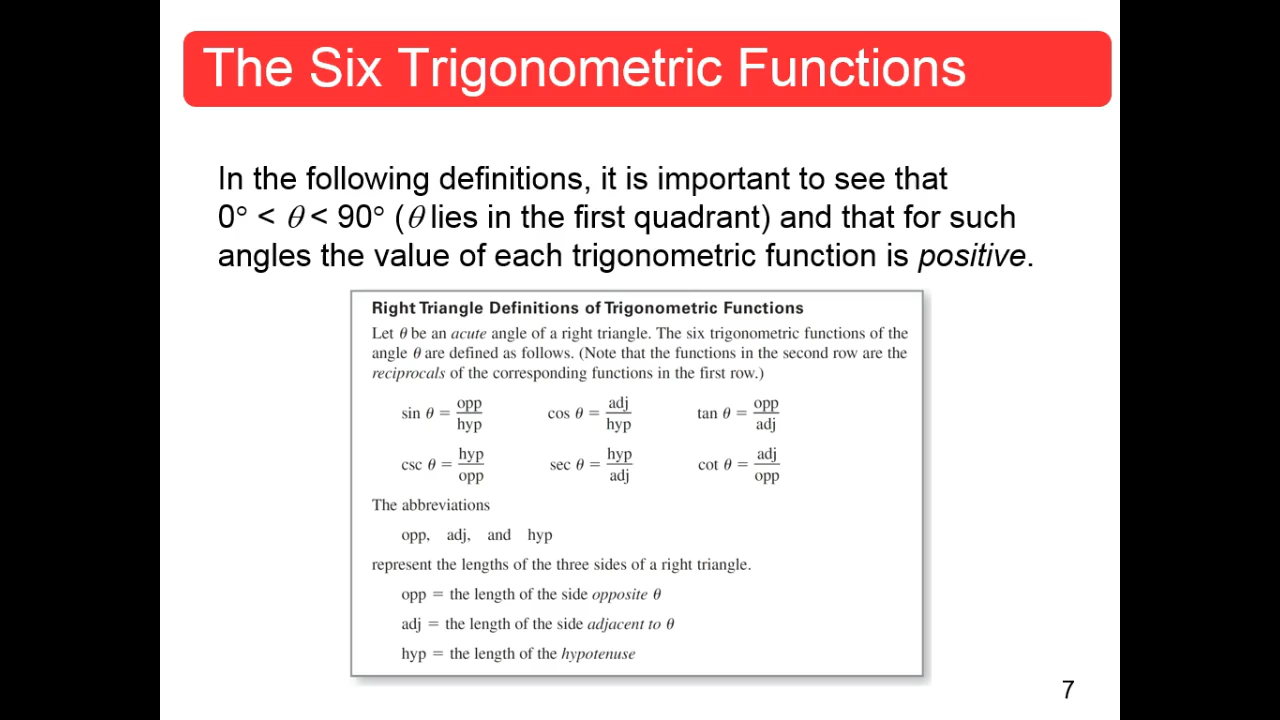 The Six Trigonometric Functions
In the following definitions, it is important to see that
0° < θ < 90° (θ lies in the first quadrant) and that for such
angles the value of each trigonometric function is positive.
Right Triangle Definitions of Trigonometric Functions
Let θ be an acute angle of a right triangle. The six trigonometric functions of the
angle θ are defined as follows. (Note that the functions in the second row are the
reciprocals of the corresponding functions in the first row.)
sin θ = opp/hyp cos θ = adj/hyp tan θ = opp/adj
csc θ = hyp/opp sec θ = hyp/adj cot θ = adj/opp
The abbreviations
opp, adj, and hyp
represent the lengths of the three sides of a right triangle.
opp = the length of the side opposite θ
adj = the length of the side adjacent to θ
hyp = the length of the hypotenuse
7